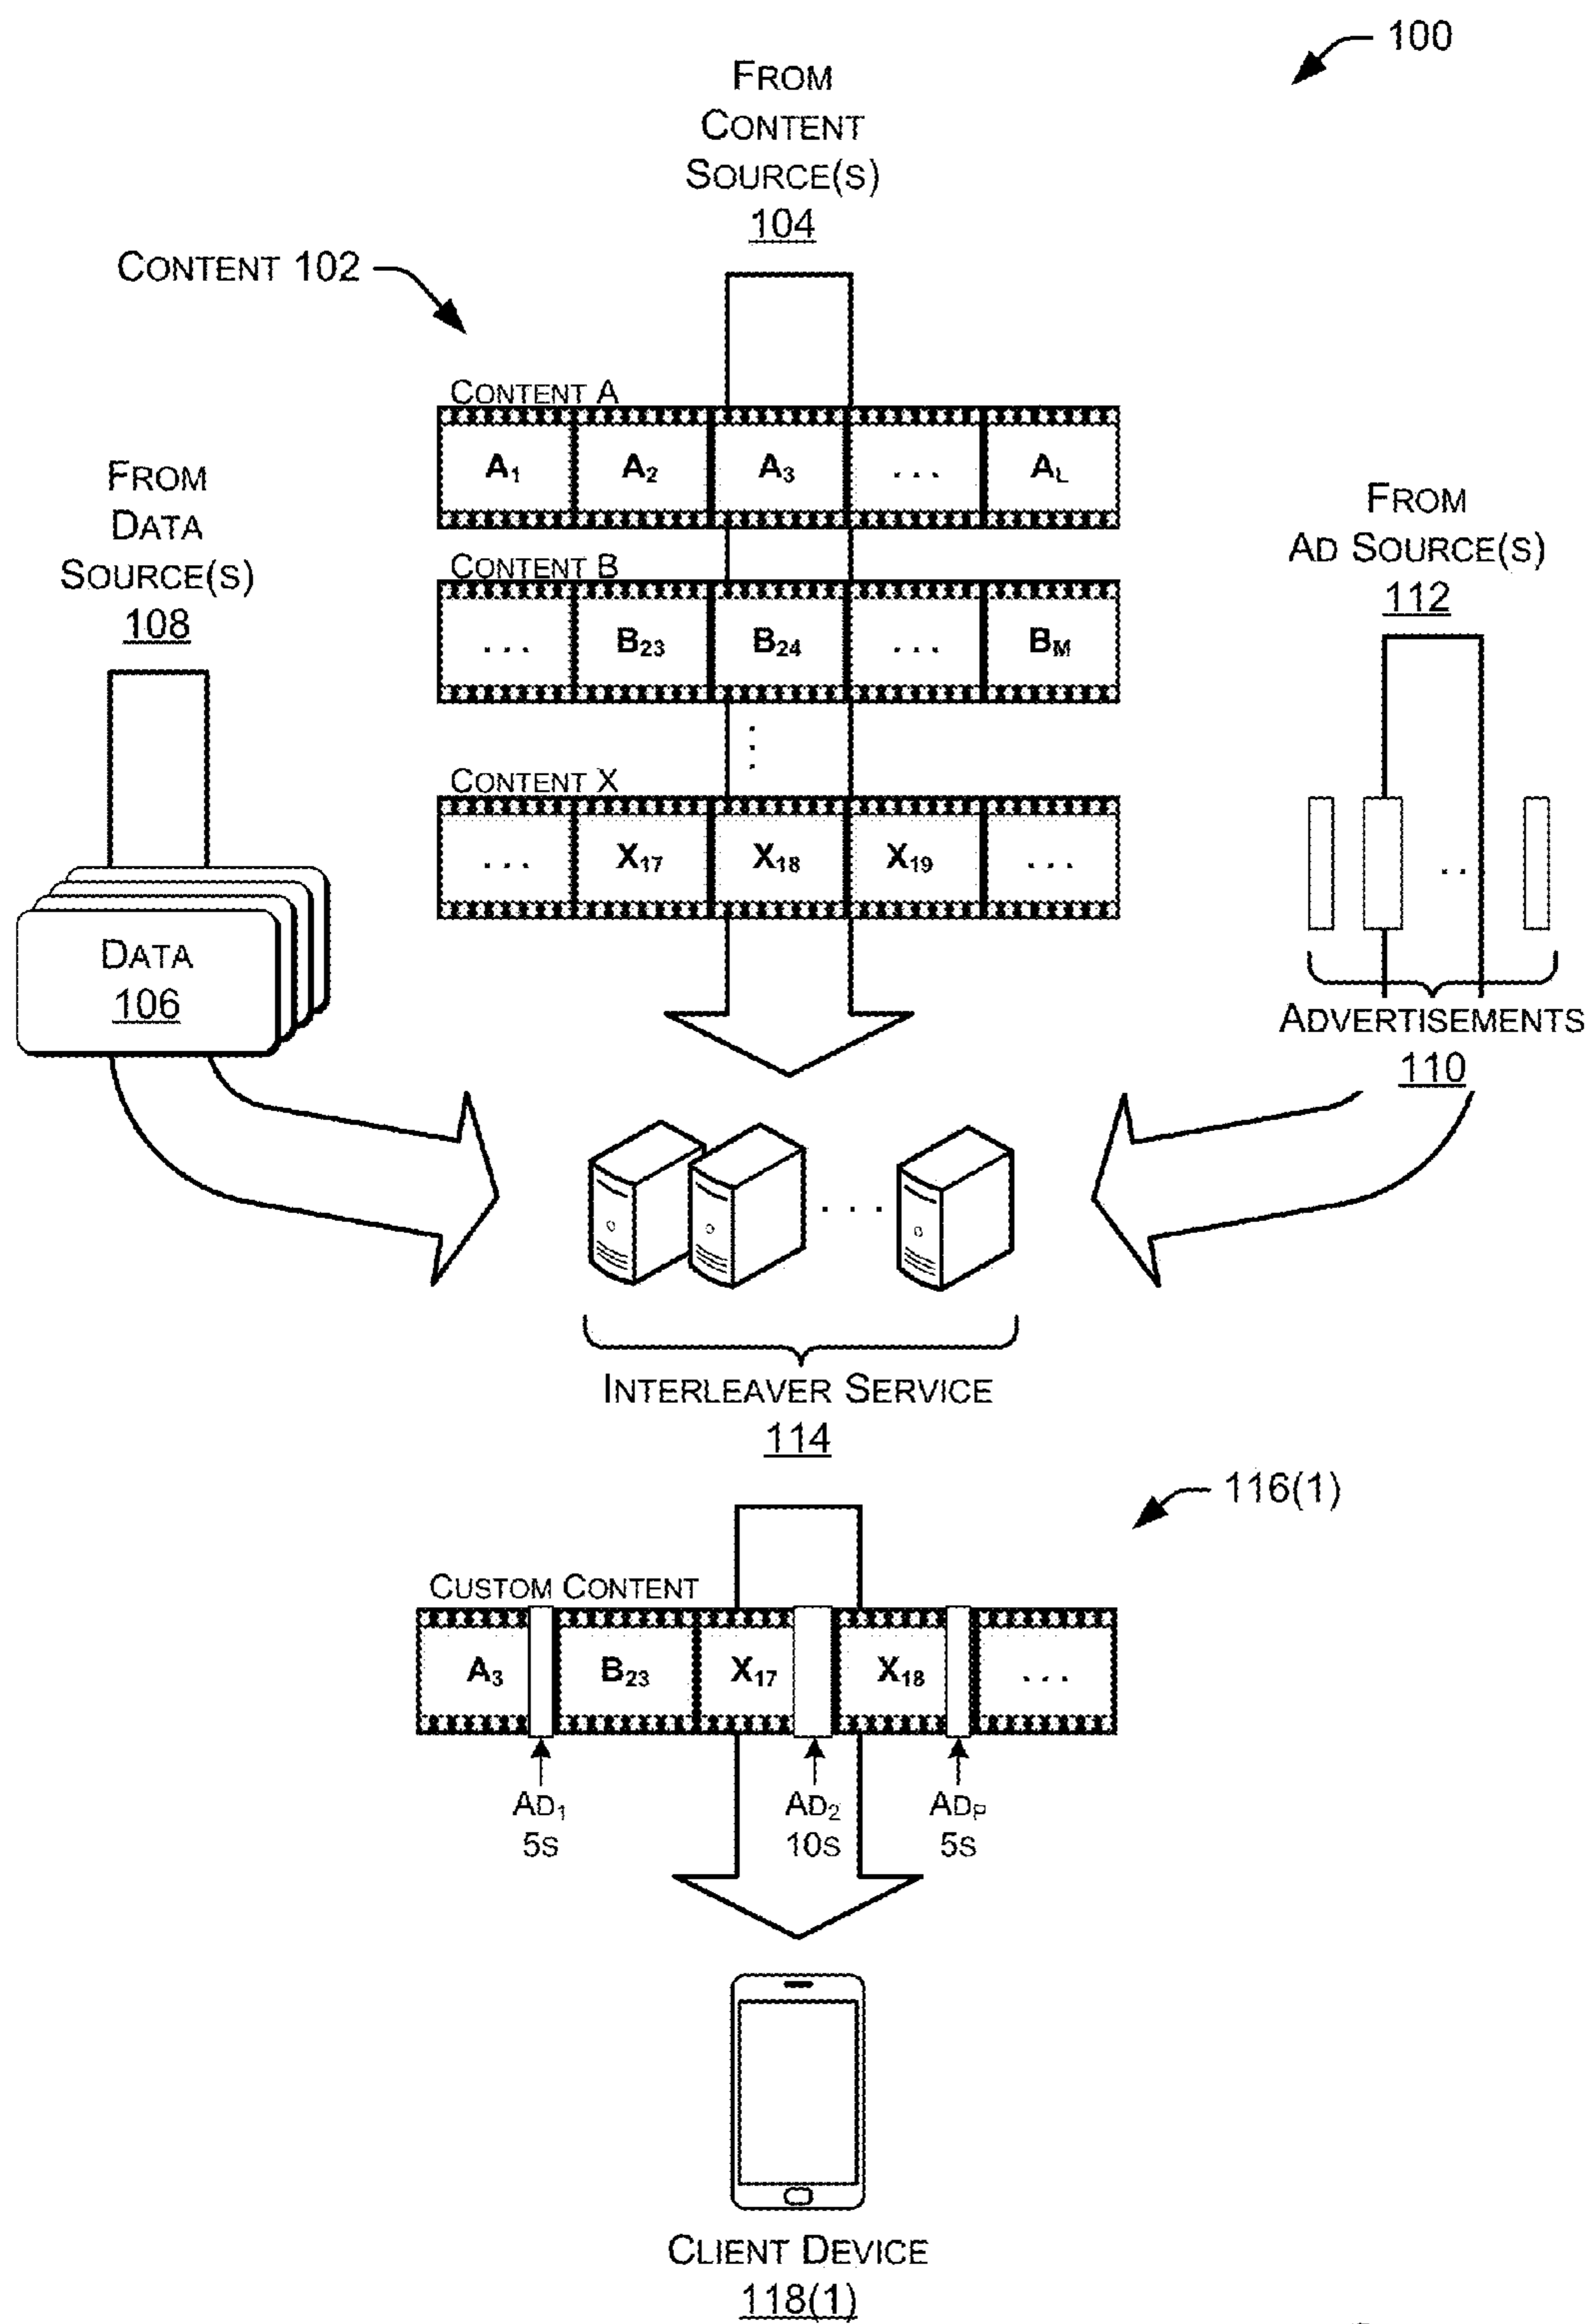 100
FROM
CONTENT
SOURCE(S)
104
CONTENT 102
CONTENT A
A1 A2 A3 ... AL
FROM
DATA
SOURCE(S)
108
FROM
AD SOURCE(S)
112
CONTENT B
... B23 B24 ... BM
CONTENT X
... X17 X18 X19 ...
DATA
106
ADVERTISEMENTS
110
INTERLEAVER SERVICE
114
116(1)
CUSTOM CONTENT
A3 B23 X17 X18 ...
AD1 AD2 ADP
5S 10S 5S
CLIENT DEVICE
118(1)